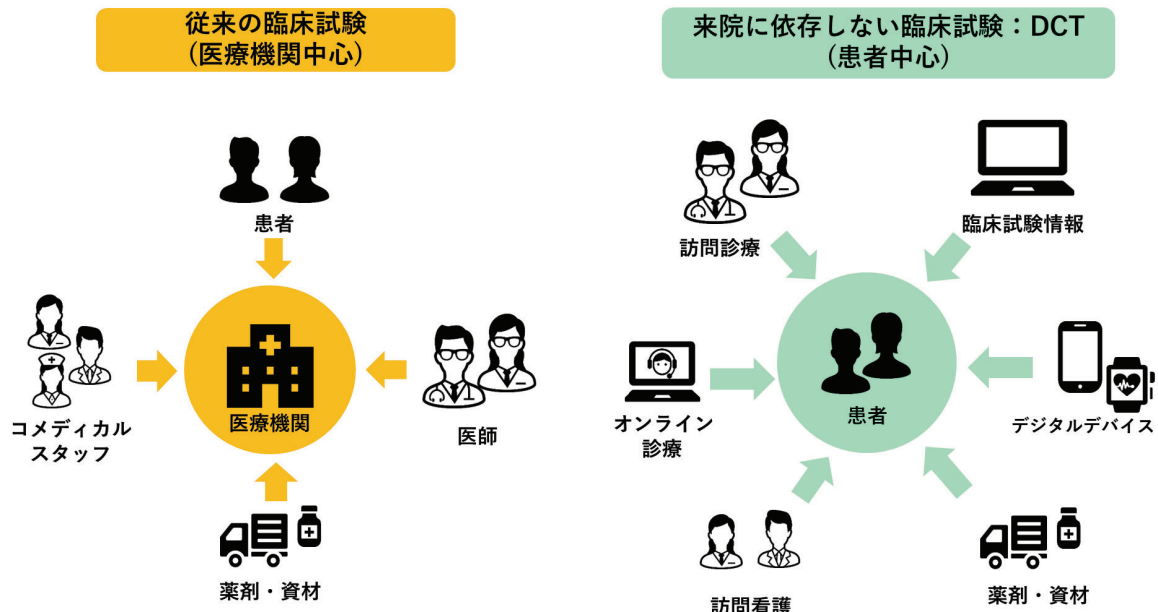 従来の臨床試験
(医療機関中心)
患者
コメディカル
スタッフ
医療機関
医師
薬剤・資材
来院に依存しない臨床試験：DCT
(患者中心)
訪問診療
臨床試験情報
オンライン
診療
患者
デジタルデバイス
訪問看護
薬剤・資材